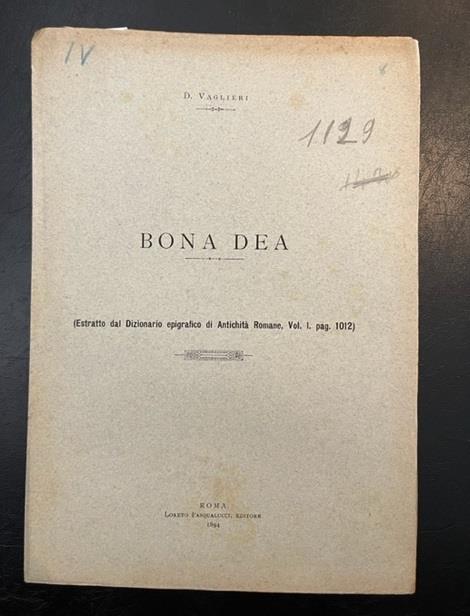 IV
D. VAGLIERI
1129
BONA DEA
(Estratto dal Dizionario epigrafico di Antichità Romane, Vol. I. pag. 1012)
ROMA
LORETO PASQUALUCCI, EDITORE
1894